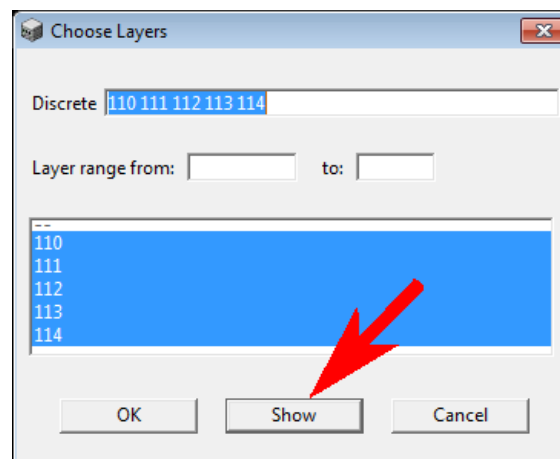 Choose Layers
Discrete 110 111 112 113 114
Layer range from: to:
--
110
111
112
113
114
OK Show Cancel